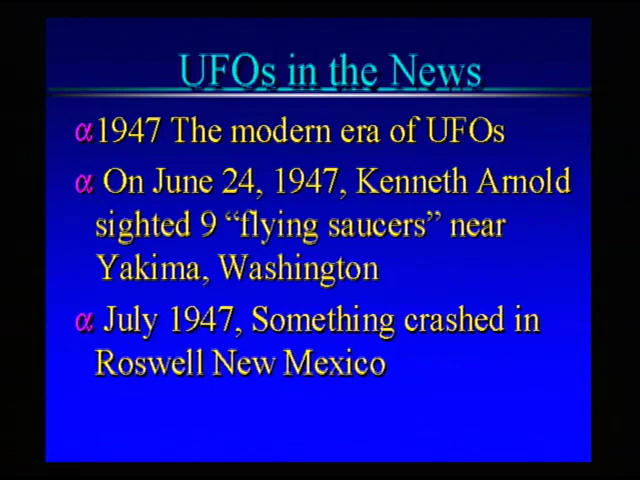 UFOs in the News
α1947 The modern era of UFOs
α On June 24, 1947, Kenneth Arnold
sighted 9 “flying saucers” near
Yakima, Washington
α July 1947, Something crashed in
Roswell New Mexico